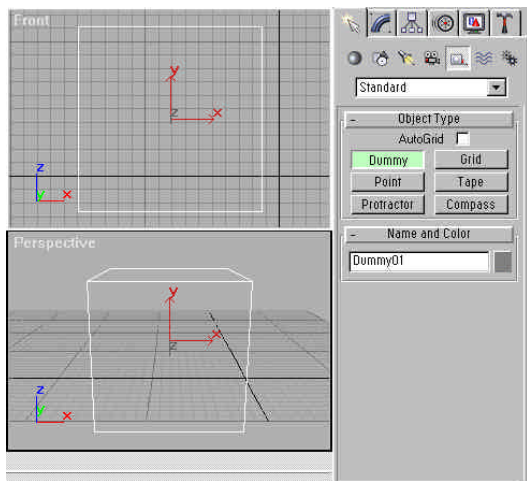 Front
y
z
x
z
y
x
Standard
- Object Type
AutoGrid
Dummy Grid
Point Tape
Protractor Compass
- Name and Color
Dummy01
Perspective
y
z
x
z
y
x